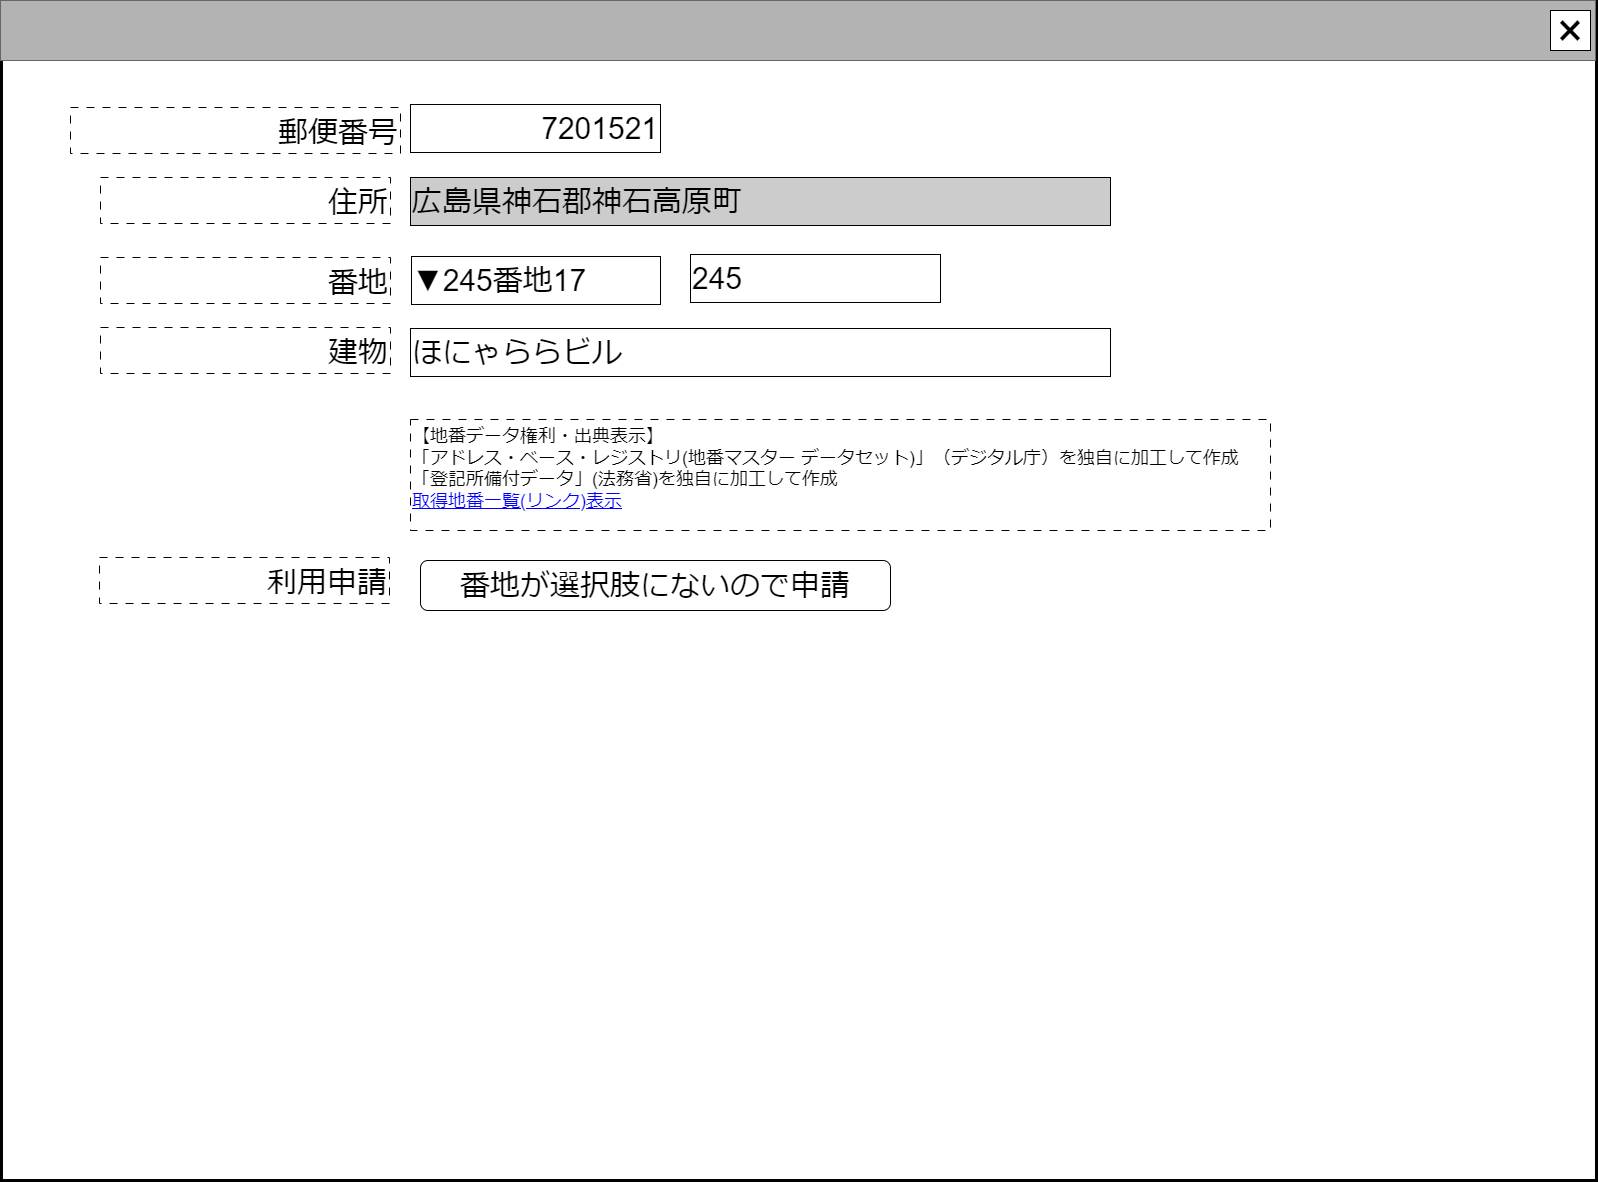 郵便番号 7201521
住所 広島県神石郡神石高原町
番地 ▼245番地17 245
建物 ほにゃららビル
【地番データ権利・出典表示】
「アドレス・ベース・レジストリ(地番マスター データセット)」（デジタル庁）を独自に加工して作成
「登記所備付データ」(法務省)を独自に加工して作成
取得地番一覧(リンク)表示
利用申請 番地が選択肢にないので申請